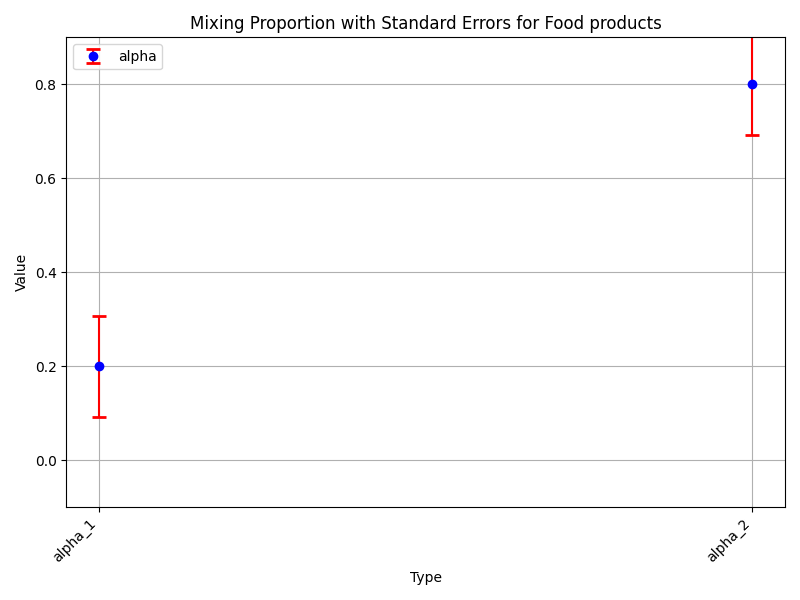 Mixing Proportion with Standard Errors for Food products
alpha
0.8
0.6
0.4
0.2
0.0
Value
alpha_1
alpha_2
Type